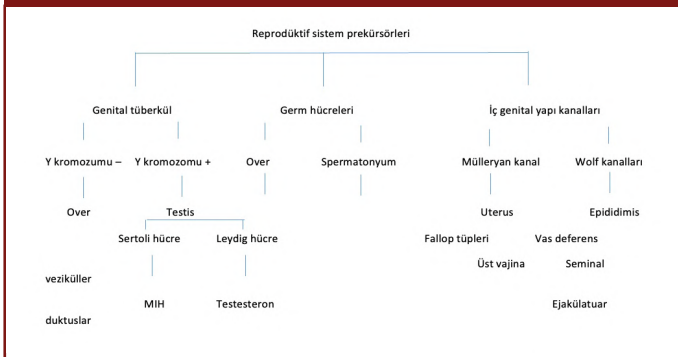 Reprodüktif sistem prekürsörleri
Genital tüberkül Germ hücreleri İç genital yapı kanalları
Y kromozumu – Y kromozomu + Over Spermatonyum Mülleryan kanal Wolf kanalları
Over Testis Uterus Epididimis
Sertoli hücre Leydig hücre Fallop tüpleri Vas deferens
Üst vajina Seminal
veziküller
MIH Testesteron Ejakülatuar
duktuslar